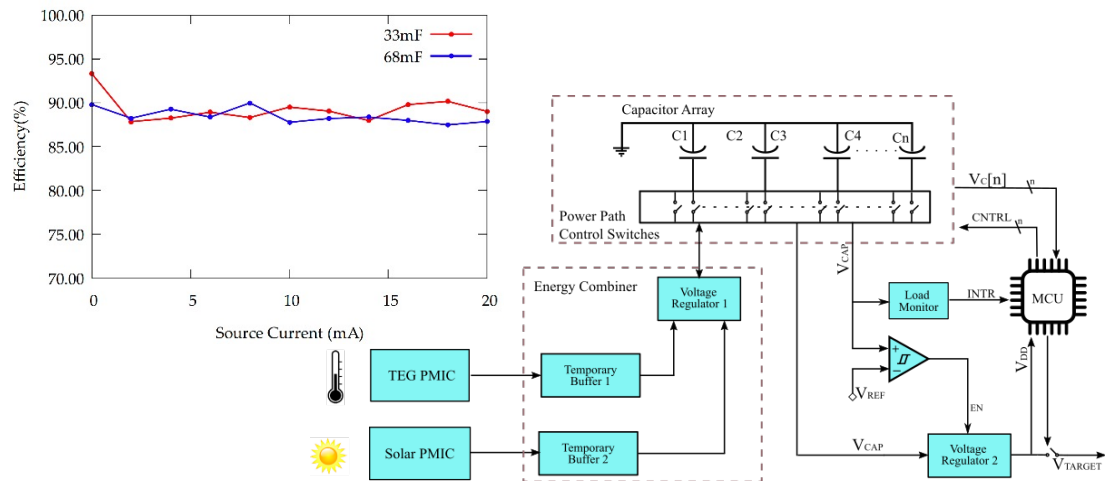 100.00
95.00
90.00
85.00
80.00
75.00
70.00
Efficiency(%)
33mF
68mF
0
5
10
15
20
Source Current (mA)
Capacitor Array
C1
C2
C3
C4
Cn
Power Path
Control Switches
VC[n]
n
CNTRL
n
VCAP
Energy Combiner
Voltage
Regulator 1
Load
Monitor
INTR
MCU
TEG PMIC
Temporary
Buffer 1
+
−
VREF
EN
VDD
Solar PMIC
Temporary
Buffer 2
VCAP
Voltage
Regulator 2
VTARGET